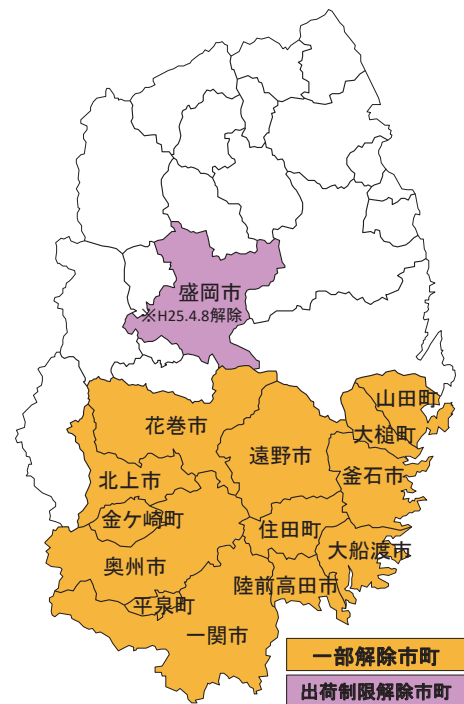 盛岡市
※H25.4.8解除
山田町
花巻市
大槌町
遠野市
釜石市
北上市
金ケ崎町
住田町
大船渡市
奥州市
陸前高田市
平泉町
一関市
一部解除市町
出荷制限解除市町